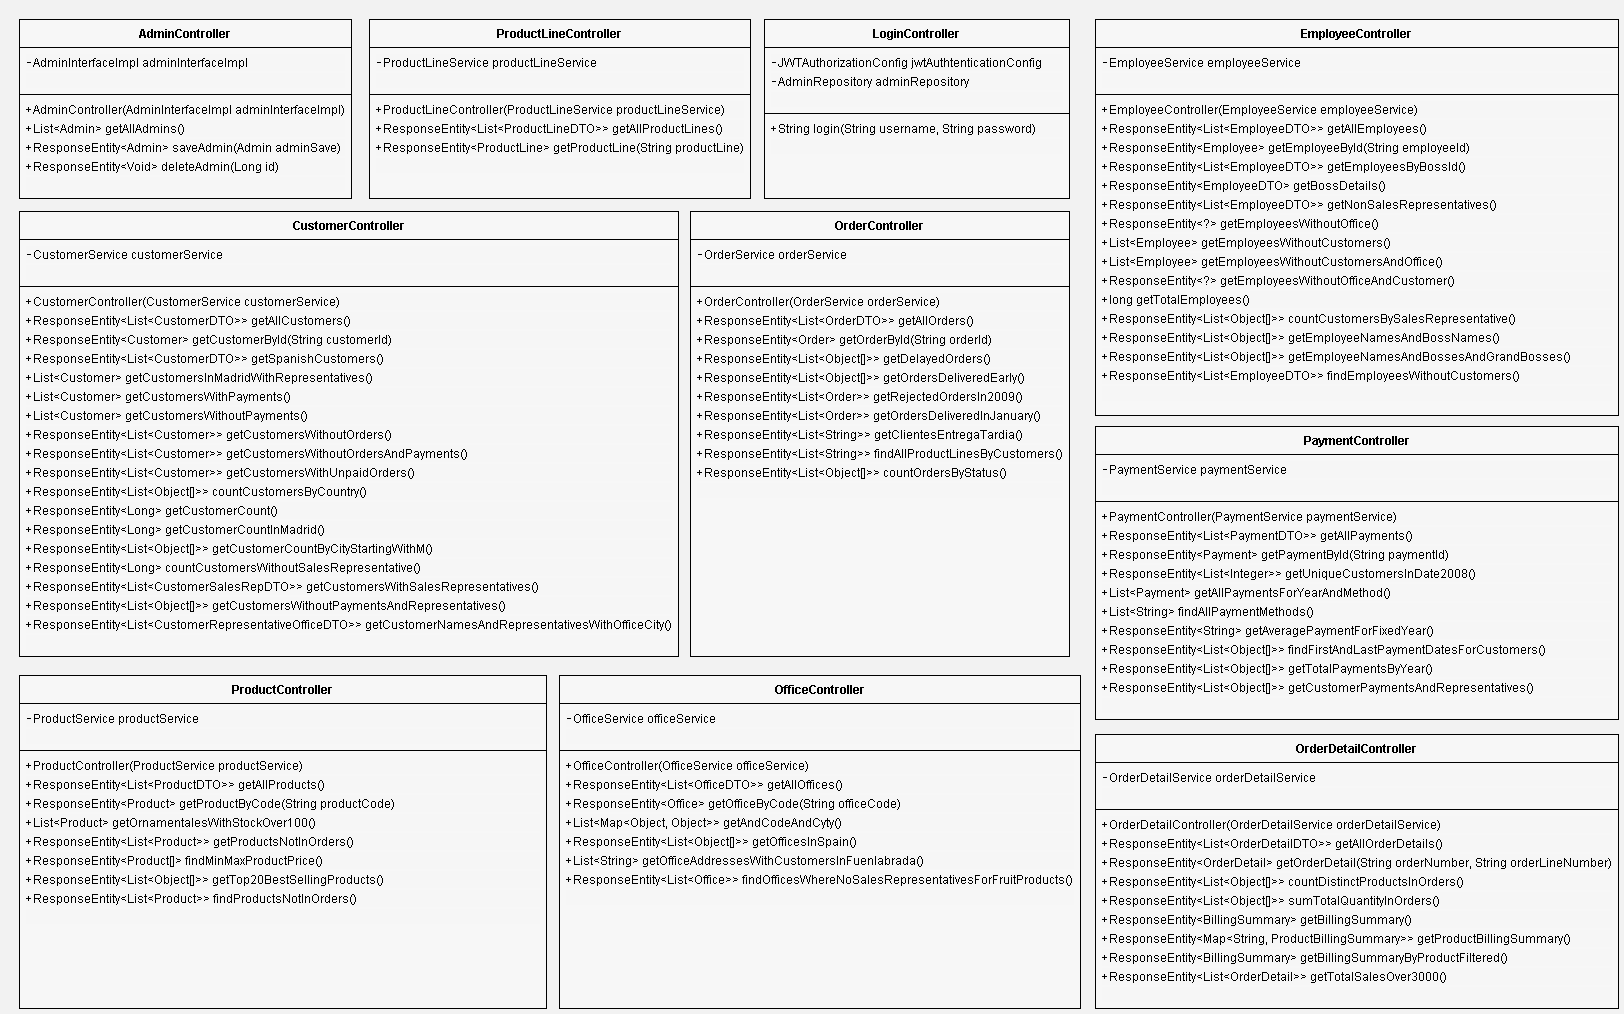 AdminController
-AdminInterfaceImpl adminInterfaceImpl
+AdminController(AdminInterfaceImpl adminInterfaceImpl)
+List<Admin> getAllAdmins()
+ResponseEntity<Admin> saveAdmin(Admin adminSave)
+ResponseEntity<Void> deleteAdmin(Long id)
ProductLineController
-ProductLineService productLineService
+ProductLineController(ProductLineService productLineService)
+ResponseEntity<List<ProductLineDTO>> getAllProductLines()
+ResponseEntity<ProductLine> getProductLine(String productLine)
LoginController
-JWTAuthorizationConfig jwtAuthtenticationConfig
-AdminRepository adminRepository
+String login(String username, String password)
EmployeeController
-EmployeeService employeeService
+EmployeeController(EmployeeService employeeService)
+ResponseEntity<List<EmployeeDTO>> getAllEmployees()
+ResponseEntity<Employee> getEmployeeById(String employeeId)
+ResponseEntity<List<EmployeeDTO>> getEmployeesByBossId()
+ResponseEntity<EmployeeDTO> getBossDetails()
+ResponseEntity<List<EmployeeDTO>> getNonSalesRepresentatives()
+ResponseEntity<?> getEmployeesWithoutOffice()
+List<Employee> getEmployeesWithoutCustomers()
+List<Employee> getEmployeesWithoutCustomersAndOffice()
+ResponseEntity<?> getEmployeesWithoutOfficeAndCustomer()
+long getTotalEmployees()
+ResponseEntity<List<Object[]>> countCustomersBySalesRepresentative()
+ResponseEntity<List<Object[]>> getEmployeeNamesAndBossNames()
+ResponseEntity<List<Object[]>> getEmployeeNamesAndBossesAndGrandBosses()
+ResponseEntity<List<EmployeeDTO>> findEmployeesWithoutCustomers()
CustomerController
-CustomerService customerService
+CustomerController(CustomerService customerService)
+ResponseEntity<List<CustomerDTO>> getAllCustomers()
+ResponseEntity<Customer> getCustomerById(String customerId)
+ResponseEntity<List<CustomerDTO>> getSpanishCustomers()
+List<Customer> getCustomersInMadridWithRepresentatives()
+List<Customer> getCustomersWithPayments()
+List<Customer> getCustomersWithoutPayments()
+ResponseEntity<List<Customer>> getCustomersWithoutOrders()
+ResponseEntity<List<Customer>> getCustomersWithoutOrdersAndPayments()
+ResponseEntity<List<Customer>> getCustomersWithUnpaidOrders()
+ResponseEntity<List<Object[]>> countCustomersByCountry()
+ResponseEntity<Long> getCustomerCount()
+ResponseEntity<Long> getCustomerCountInMadrid()
+ResponseEntity<List<Object[]>> getCustomerCountByCityStartingWithM()
+ResponseEntity<Long> countCustomersWithoutSalesRepresentative()
+ResponseEntity<List<CustomerSalesRepDTO>> getCustomersWithSalesRepresentatives()
+ResponseEntity<List<Object[]>> getCustomersWithoutPaymentsAndRepresentatives()
+ResponseEntity<List<CustomerRepresentativeOfficeDTO>> getCustomerNamesAndRepresentativesWithOfficeCity()
OrderController
-OrderService orderService
+OrderController(OrderService orderService)
+ResponseEntity<List<OrderDTO>> getAllOrders()
+ResponseEntity<Order> getOrderById(String orderId)
+ResponseEntity<List<Object[]>> getDelayedOrders()
+ResponseEntity<List<Object[]>> getOrdersDeliveredEarly()
+ResponseEntity<List<Order>> getRejectedOrdersIn2009()
+ResponseEntity<List<Order>> getOrdersDeliveredInJanuary()
+ResponseEntity<List<String>> getClientesEntregaTardia()
+ResponseEntity<List<String>> findAllProductLinesByCustomers()
+ResponseEntity<List<Object[]>> countOrdersByStatus()
PaymentController
-PaymentService paymentService
+PaymentController(PaymentService paymentService)
+ResponseEntity<List<PaymentDTO>> getAllPayments()
+ResponseEntity<Payment> getPaymentById(String paymentId)
+ResponseEntity<List<Integer>> getUniqueCustomersInDate2008()
+List<Payment> getAllPaymentsForYearAndMethod()
+List<String> findAllPaymentMethods()
+ResponseEntity<String> getAveragePaymentForFixedYear()
+ResponseEntity<List<Object[]>> findFirstAndLastPaymentDatesForCustomers()
+ResponseEntity<List<Object[]>> getTotalPaymentsByYear()
+ResponseEntity<List<Object[]>> getCustomerPaymentsAndRepresentatives()
ProductController
-ProductService productService
+ProductController(ProductService productService)
+ResponseEntity<List<ProductDTO>> getAllProducts()
+ResponseEntity<Product> getProductByCode(String productCode)
+List<Product> getOrnamentalesWithStockOver100()
+ResponseEntity<List<Product>> getProductsNotInOrders()
+ResponseEntity<Product[]> findMinMaxProductPrice()
+ResponseEntity<List<Object[]>> getTop20BestSellingProducts()
+ResponseEntity<List<Product>> findProductsNotInOrders()
OfficeController
-OfficeService officeService
+OfficeController(OfficeService officeService)
+ResponseEntity<List<OfficeDTO>> getAllOffices()
+ResponseEntity<Office> getOfficeByCode(String officeCode)
+List<Map<Object, Object>> getAndCodeAndCyty()
+ResponseEntity<List<Object[]>> getOfficesInSpain()
+List<String> getOfficeAddressesWithCustomersInFuenlabrada()
+ResponseEntity<List<Office>> findOfficesWhereNoSalesRepresentativesForFruitProducts()
OrderDetailController
-OrderDetailService orderDetailService
+OrderDetailController(OrderDetailService orderDetailService)
+ResponseEntity<List<OrderDetailDTO>> getAllOrderDetails()
+ResponseEntity<OrderDetail> getOrderDetail(String orderNumber, String orderLineNumber)
+ResponseEntity<List<Object[]>> countDistinctProductsInOrders()
+ResponseEntity<List<Object[]>> sumTotalQuantityInOrders()
+ResponseEntity<BillingSummary> getBillingSummary()
+ResponseEntity<Map<String, ProductBillingSummary>> getProductBillingSummary()
+ResponseEntity<BillingSummary> getBillingSummaryByProductFiltered()
+ResponseEntity<List<OrderDetail>> getTotalSalesOver3000()